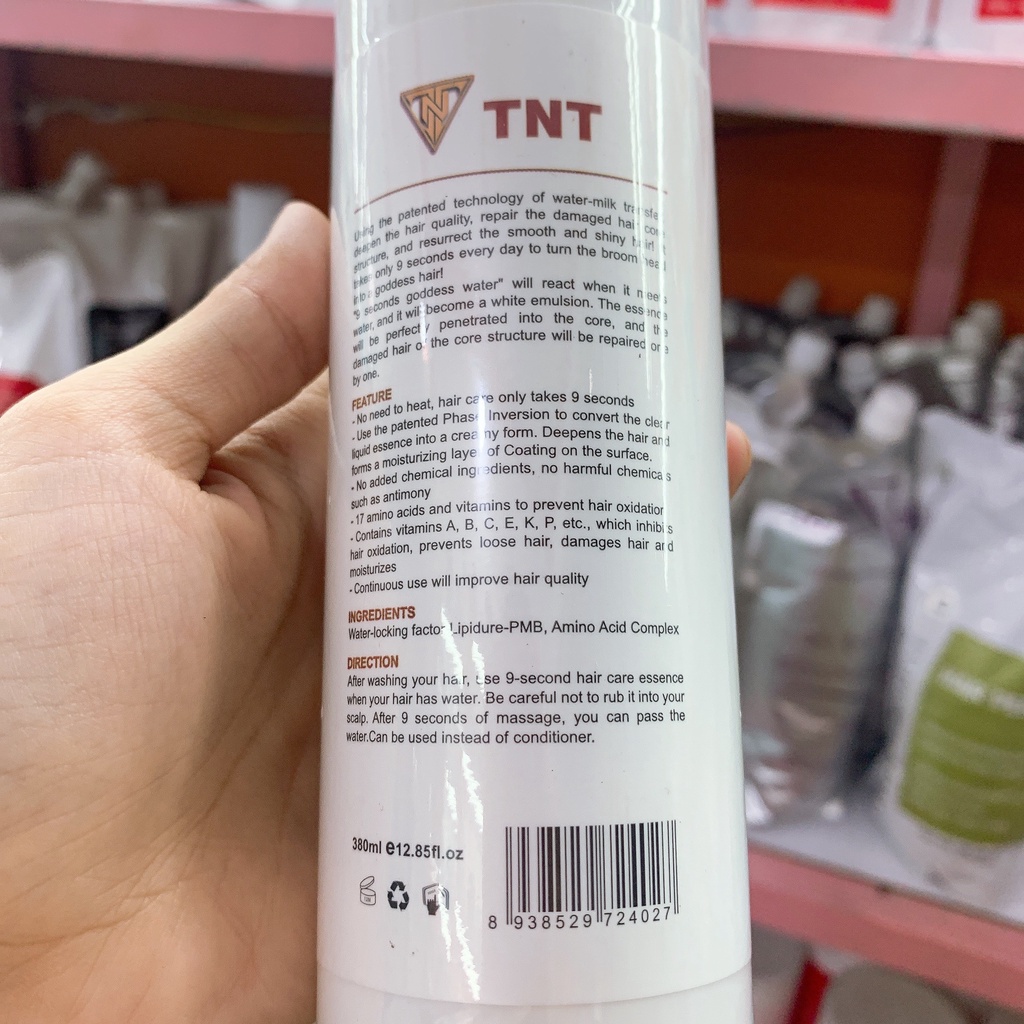 TNT
Using the patented technology of water-milk transfer
deepen the hair quality, repair the damaged hair core
structure, and resurrect the smooth and shiny hair! It
takes only 9 seconds every day to turn the broom head
into a goddess hair!
"9 seconds goddess water" will react when it meets
water, and it will become a white emulsion. The essence
will be perfectly penetrated into the core, and the
damaged hair of the core structure will be repaired one
by one.
FEATURE
- No need to heat, hair care only takes 9 seconds
- Use the patented Phase Inversion to convert the clear
liquid essence into a creamy form. Deepens the hair and
forms a moisturizing layer of Coating on the surface.
- No added chemical ingredients, no harmful chemicals
such as antimony
- 17 amino acids and vitamins to prevent hair oxidation
- Contains vitamins A, B, C, E, K, P, etc., which inhibits
hair oxidation, prevents loose hair, damages hair and
moisturizes
- Continuous use will improve hair quality
INGREDIENTS
Water-locking factor Lipidure-PMB, Amino Acid Complex
DIRECTION
After washing your hair, use 9-second hair care essence
when your hair has water. Be careful not to rub it into your
scalp. After 9 seconds of massage, you can pass the
water.Can be used instead of conditioner.
380ml e12.85fl.oz
8 938529 724027